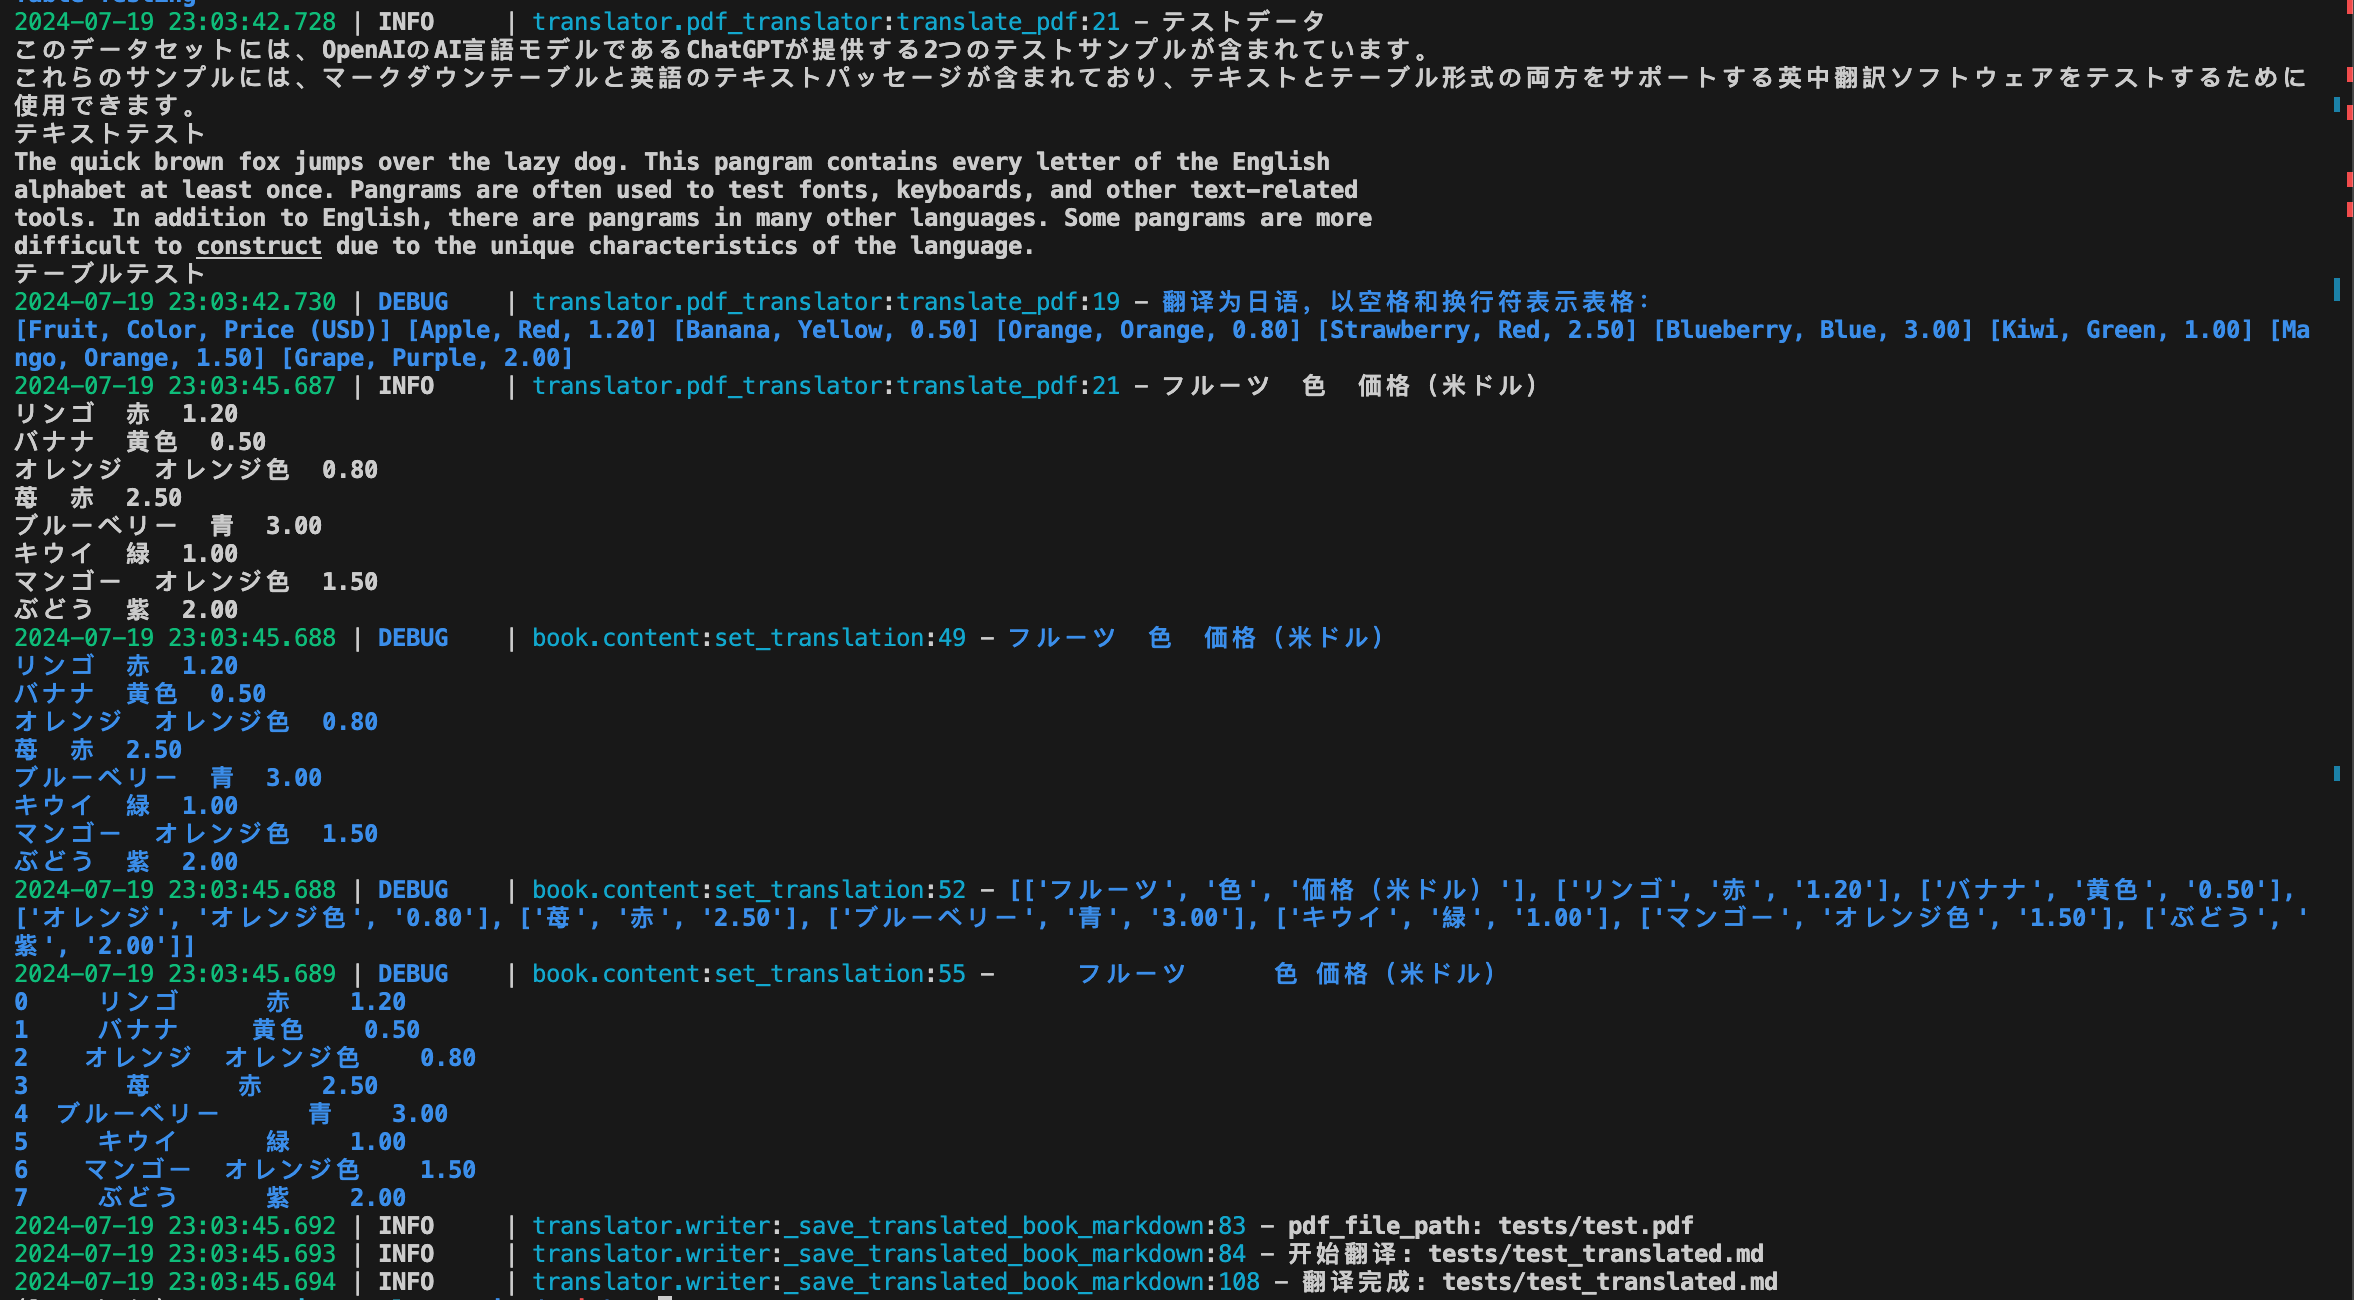 Table Testing
2024-07-19 23:03:42.728 | INFO     | translator.pdf_translator:translate_pdf:21 - テストデータ
このデータセットには、OpenAIのAI言語モデルであるChatGPTが提供する2つのテストサンプルが含まれています。
これらのサンプルには、マークダウンテーブルと英語のテキストパッセージが含まれており、テキストとテーブル形式の両方をサポートする英中翻訳ソフトウェアをテストするために
使用できます。
テキストテスト
The quick brown fox jumps over the lazy dog. This pangram contains every letter of the English
alphabet at least once. Pangrams are often used to test fonts, keyboards, and other text-related
tools. In addition to English, there are pangrams in many other languages. Some pangrams are more
difficult to construct due to the unique characteristics of the language.
テーブルテスト
2024-07-19 23:03:42.730 | DEBUG    | translator.pdf_translator:translate_pdf:19 - 翻译为日语，以空格和换行符表示表格：
[Fruit, Color, Price (USD)] [Apple, Red, 1.20] [Banana, Yellow, 0.50] [Orange, Orange, 0.80] [Strawberry, Red, 2.50] [Blueberry, Blue, 3.00] [Kiwi, Green, 1.00] [Ma
ngo, Orange, 1.50] [Grape, Purple, 2.00]
2024-07-19 23:03:45.687 | INFO     | translator.pdf_translator:translate_pdf:21 - フルーツ  色  価格（米ドル）
リンゴ  赤  1.20
バナナ  黄色  0.50
オレンジ  オレンジ色  0.80
苺  赤  2.50
ブルーベリー  青  3.00
キウイ  緑  1.00
マンゴー  オレンジ色  1.50
ぶどう  紫  2.00
2024-07-19 23:03:45.688 | DEBUG    | book.content:set_translation:49 - フルーツ  色  価格（米ドル）
リンゴ  赤  1.20
バナナ  黄色  0.50
オレンジ  オレンジ色  0.80
苺  赤  2.50
ブルーベリー  青  3.00
キウイ  緑  1.00
マンゴー  オレンジ色  1.50
ぶどう  紫  2.00
2024-07-19 23:03:45.688 | DEBUG    | book.content:set_translation:52 - [['フルーツ', '色', '価格（米ドル）'], ['リンゴ', '赤', '1.20'], ['バナナ', '黄色', '0.50'],
['オレンジ', 'オレンジ色', '0.80'], ['苺', '赤', '2.50'], ['ブルーベリー', '青', '3.00'], ['キウイ', '緑', '1.00'], ['マンゴー', 'オレンジ色', '1.50'], ['ぶどう', '
紫', '2.00']]
2024-07-19 23:03:45.689 | DEBUG    | book.content:set_translation:55 -      フルーツ      色 価格（米ドル）
0     リンゴ      赤    1.20
1     バナナ     黄色    0.50
2    オレンジ  オレンジ色    0.80
3       苺      赤    2.50
4  ブルーベリー      青    3.00
5     キウイ      緑    1.00
6    マンゴー  オレンジ色    1.50
7     ぶどう      紫    2.00
2024-07-19 23:03:45.692 | INFO     | translator.writer:_save_translated_book_markdown:83 - pdf_file_path: tests/test.pdf
2024-07-19 23:03:45.693 | INFO     | translator.writer:_save_translated_book_markdown:84 - 开始翻译: tests/test_translated.md
2024-07-19 23:03:45.694 | INFO     | translator.writer:_save_translated_book_markdown:108 - 翻译完成: tests/test_translated.md